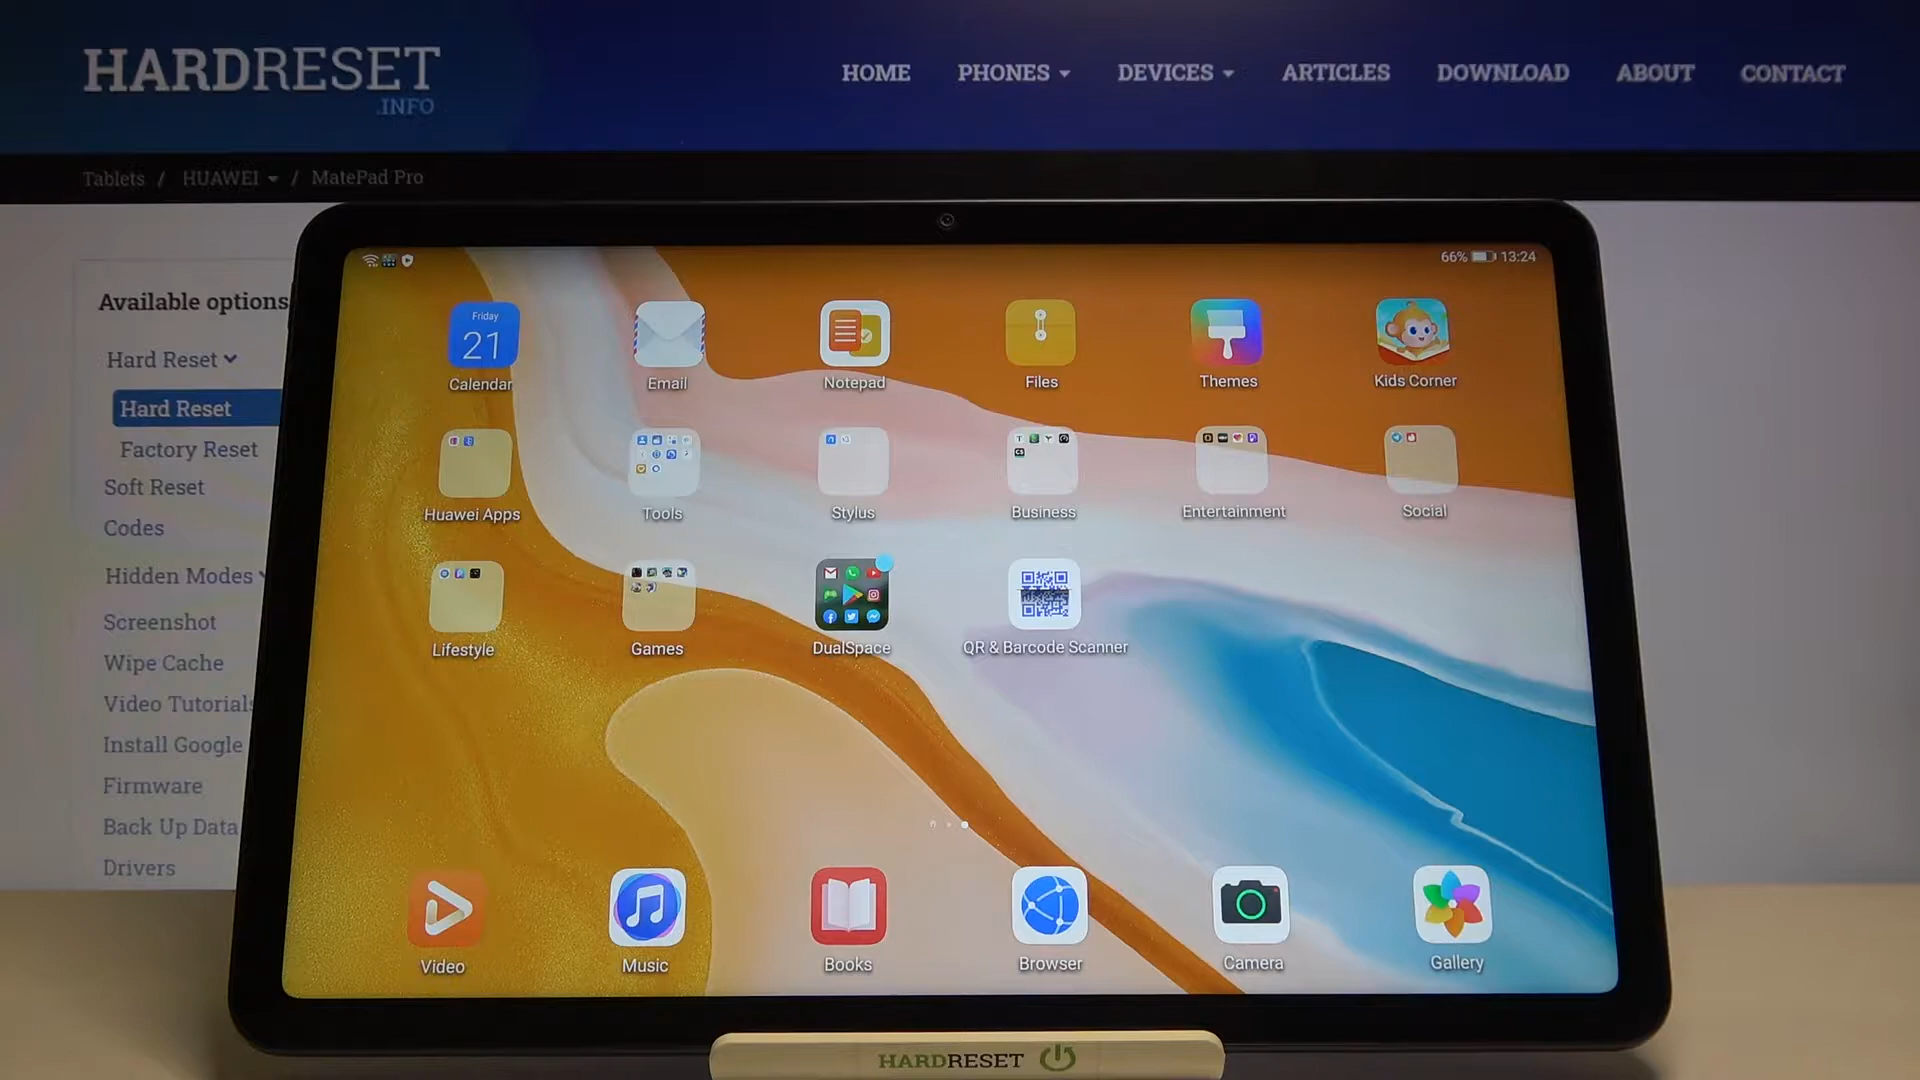 HARDRESET
.INFO
HOME PHONES DEVICES ARTICLES DOWNLOAD ABOUT CONTACT
Tablets / HUAWEI / MatePad Pro
Available options
Hard Reset
Hard Reset
Factory Reset
Soft Reset
Codes
Hidden Modes
Screenshot
Wipe Cache
Video Tutorials
Install Google
Firmware
Back Up Data
Drivers
66% 13:24
Friday
21
Calendar Email Notepad Files Themes Kids Corner
Huawei Apps Tools Stylus Business Entertainment Social
Lifestyle Games DualSpace QR & Barcode Scanner
Video Music Books Browser Camera Gallery
HARDRESET